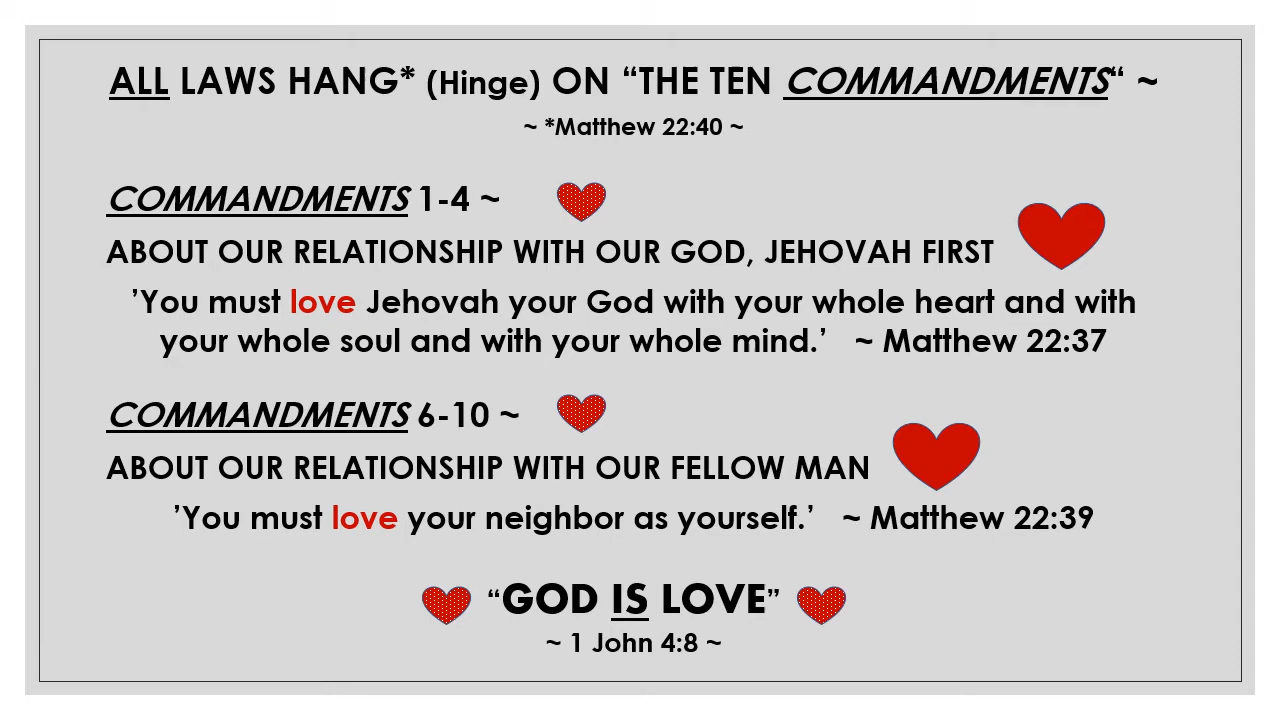 ALL LAWS HANG* (Hinge) ON “THE TEN COMMANDMENTS“ ~
~ *Matthew 22:40 ~
COMMANDMENTS 1-4 ~
ABOUT OUR RELATIONSHIP WITH OUR GOD, JEHOVAH FIRST
’You must love Jehovah your God with your whole heart and with
your whole soul and with your whole mind.’ ~ Matthew 22:37
COMMANDMENTS 6-10 ~
ABOUT OUR RELATIONSHIP WITH OUR FELLOW MAN
’You must love your neighbor as yourself.’ ~ Matthew 22:39
“GOD IS LOVE”
~ 1 John 4:8 ~